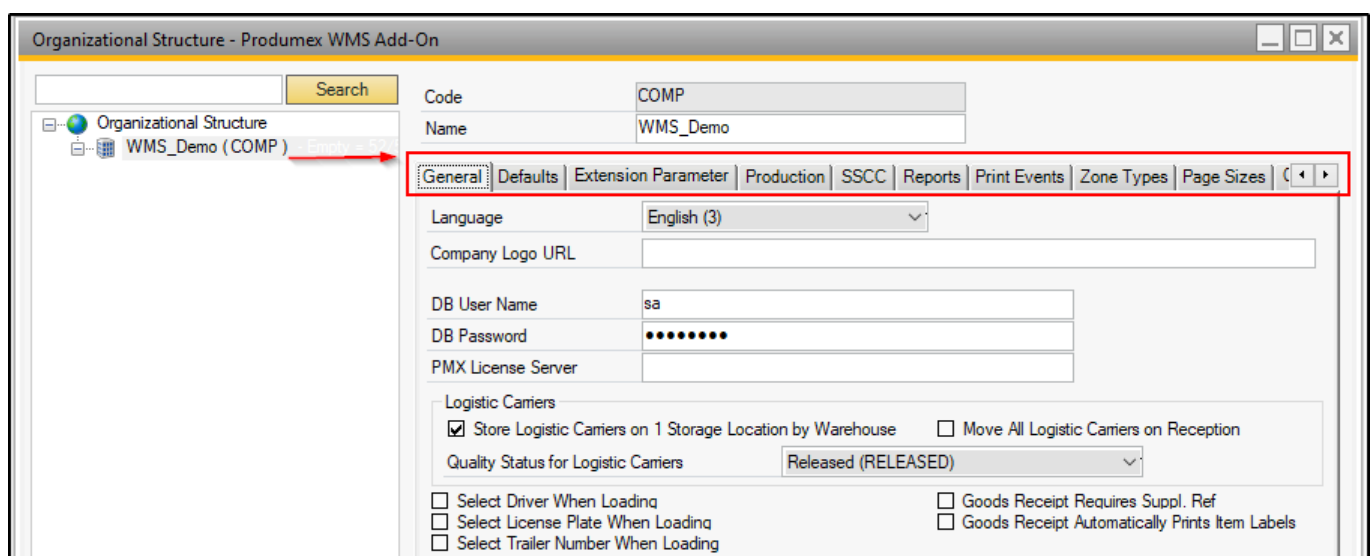 Organizational Structure - Produmex WMS Add-On
Search
Organizational Structure
WMS_Demo ( COMP ) - Empty = 52
Code COMP
Name WMS_Demo
General Defaults Extension Parameter Production SSCC Reports Print Events Zone Types Page Sizes
Language English (3)
Company Logo URL
DB User Name sa
DB Password ●●●●●●●●
PMX License Server
Logistic Carriers
Store Logistic Carriers on 1 Storage Location by Warehouse Move All Logistic Carriers on Reception
Quality Status for Logistic Carriers Released (RELEASED)
Select Driver When Loading Goods Receipt Requires Suppl. Ref
Select License Plate When Loading Goods Receipt Automatically Prints Item Labels
Select Trailer Number When Loading